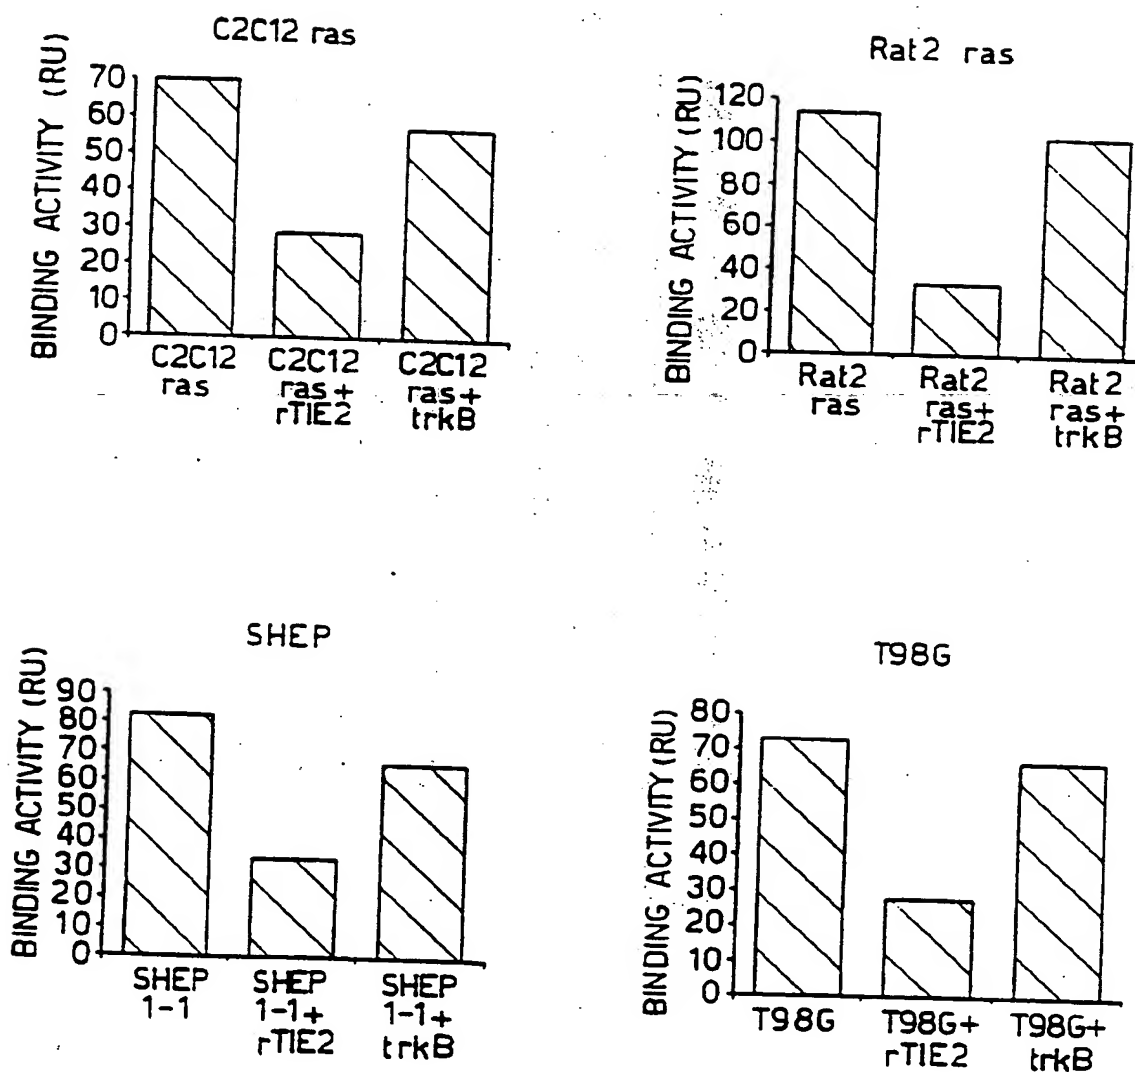 C2C12 ras
BINDING ACTIVITY (RU)
70
60
50
40
30
20
10
0
C2C12
ras
C2C12
ras+
rTIE2
C2C12
ras+
trkB
Rat2 ras
BINDING ACTIVITY (RU)
120
100
80
60
40
20
0
Rat2
ras
Rat2
ras+
rTIE2
Rat2
ras+
trkB
SHEP
BINDING ACTIVITY (RU)
90
80
70
60
50
40
30
20
10
0
SHEP
1-1
SHEP
1-1+
rTIE2
SHEP
1-1+
trkB
T98G
BINDING ACTIVITY (RU)
80
70
60
50
40
30
20
10
0
T98G
T98G+
rTIE2
T98G+
trkB